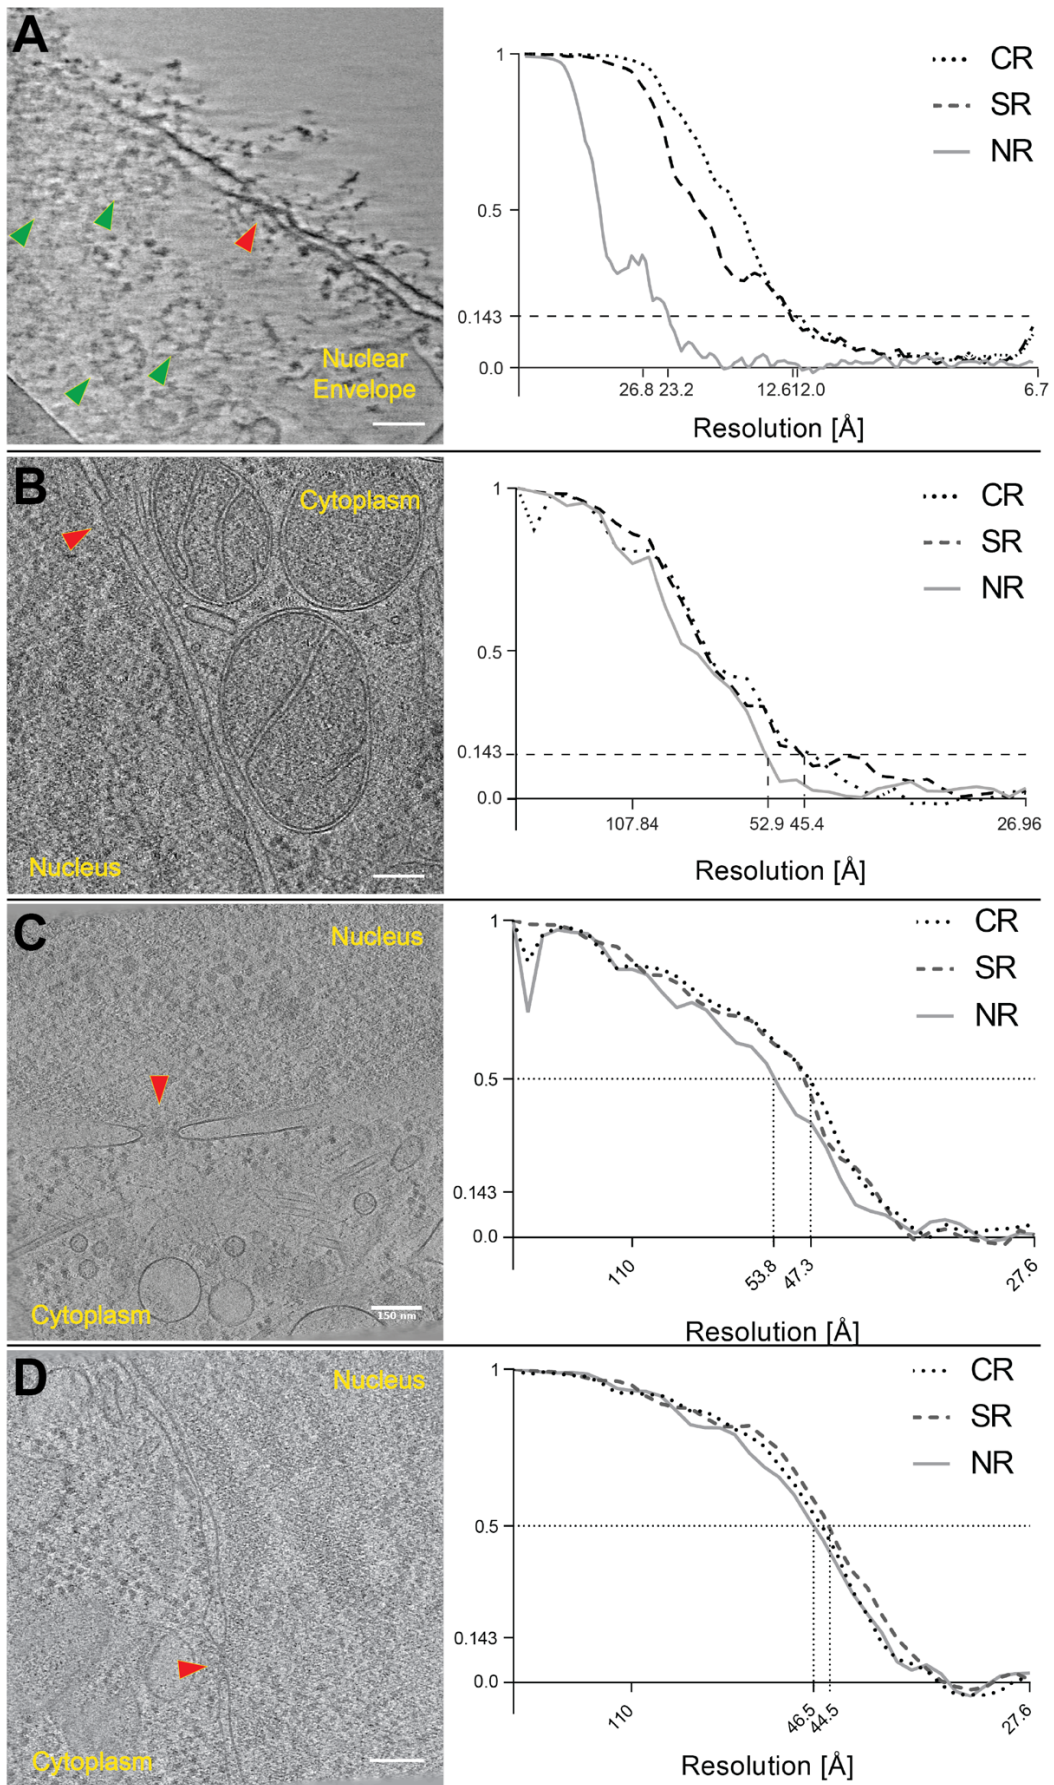 A
Nuclear
Envelope
1
0.5
0.143
0.0
26.8 23.2
12.612.0
6.7
Resolution [Å]
CR
SR
NR
B
Cytoplasm
Nucleus
1
0.5
0.143
0.0
107.84
52.9 45.4
26.96
Resolution [Å]
CR
SR
NR
C
Nucleus
Cytoplasm
150 nm
1
0.5
0.143
0.0
110
53.8
47.3
27.6
Resolution [Å]
CR
SR
NR
D
Nucleus
Cytoplasm
1
0.5
0.143
0.0
110
46.5
44.5
27.6
Resolution [Å]
CR
SR
NR